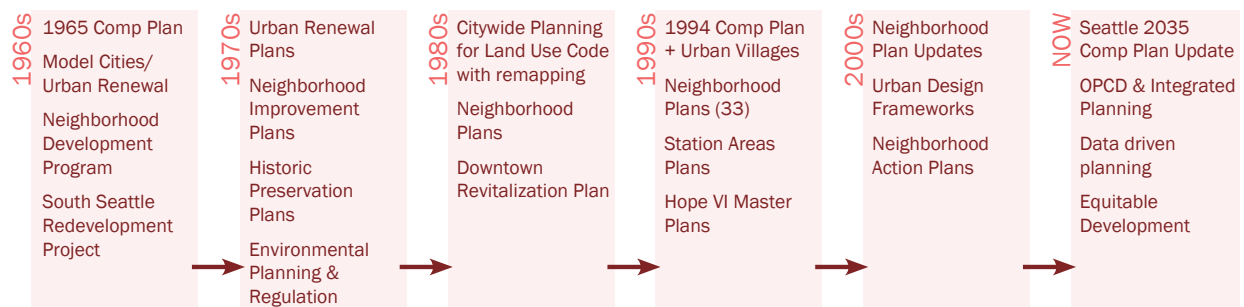 1960s
1965 Comp Plan
Model Cities/
Urban Renewal
Neighborhood
Development
Program
South Seattle
Redevelopment
Project
1970s
Urban Renewal
Plans
Neighborhood
Improvement
Plans
Historic
Preservation
Plans
Environmental
Planning &
Regulation
1980s
Citywide Planning
for Land Use Code
with remapping
Neighborhood
Plans
Downtown
Revitalization Plan
1990s
1994 Comp Plan
+ Urban Villages
Neighborhood
Plans (33)
Station Areas
Plans
Hope VI Master
Plans
2000s
Neighborhood
Plan Updates
Urban Design
Frameworks
Neighborhood
Action Plans
NOW
Seattle 2035
Comp Plan Update
OPCD & Integrated
Planning
Data driven
planning
Equitable
Development